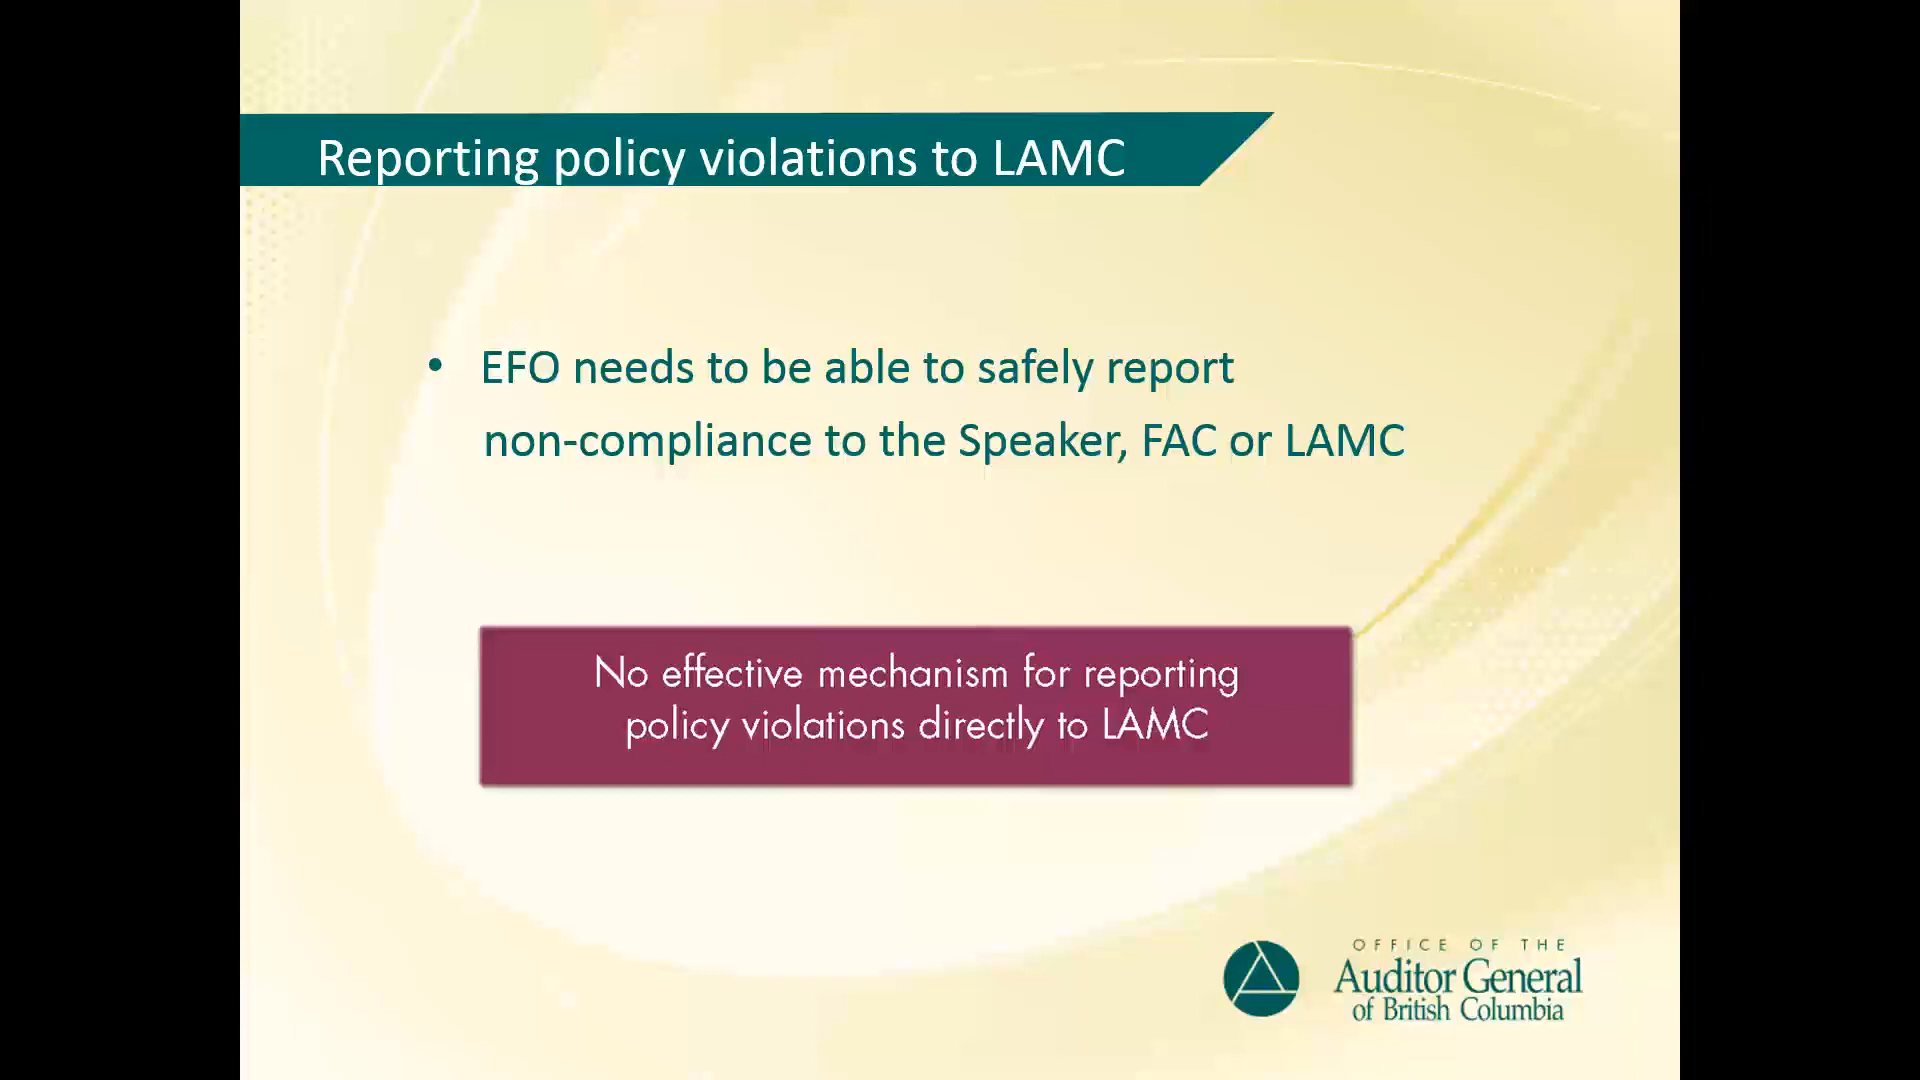 Reporting policy violations to LAMC
• EFO needs to be able to safely report
non-compliance to the Speaker, FAC or LAMC
No effective mechanism for reporting
policy violations directly to LAMC
OFFICE OF THE
Auditor General
of British Columbia